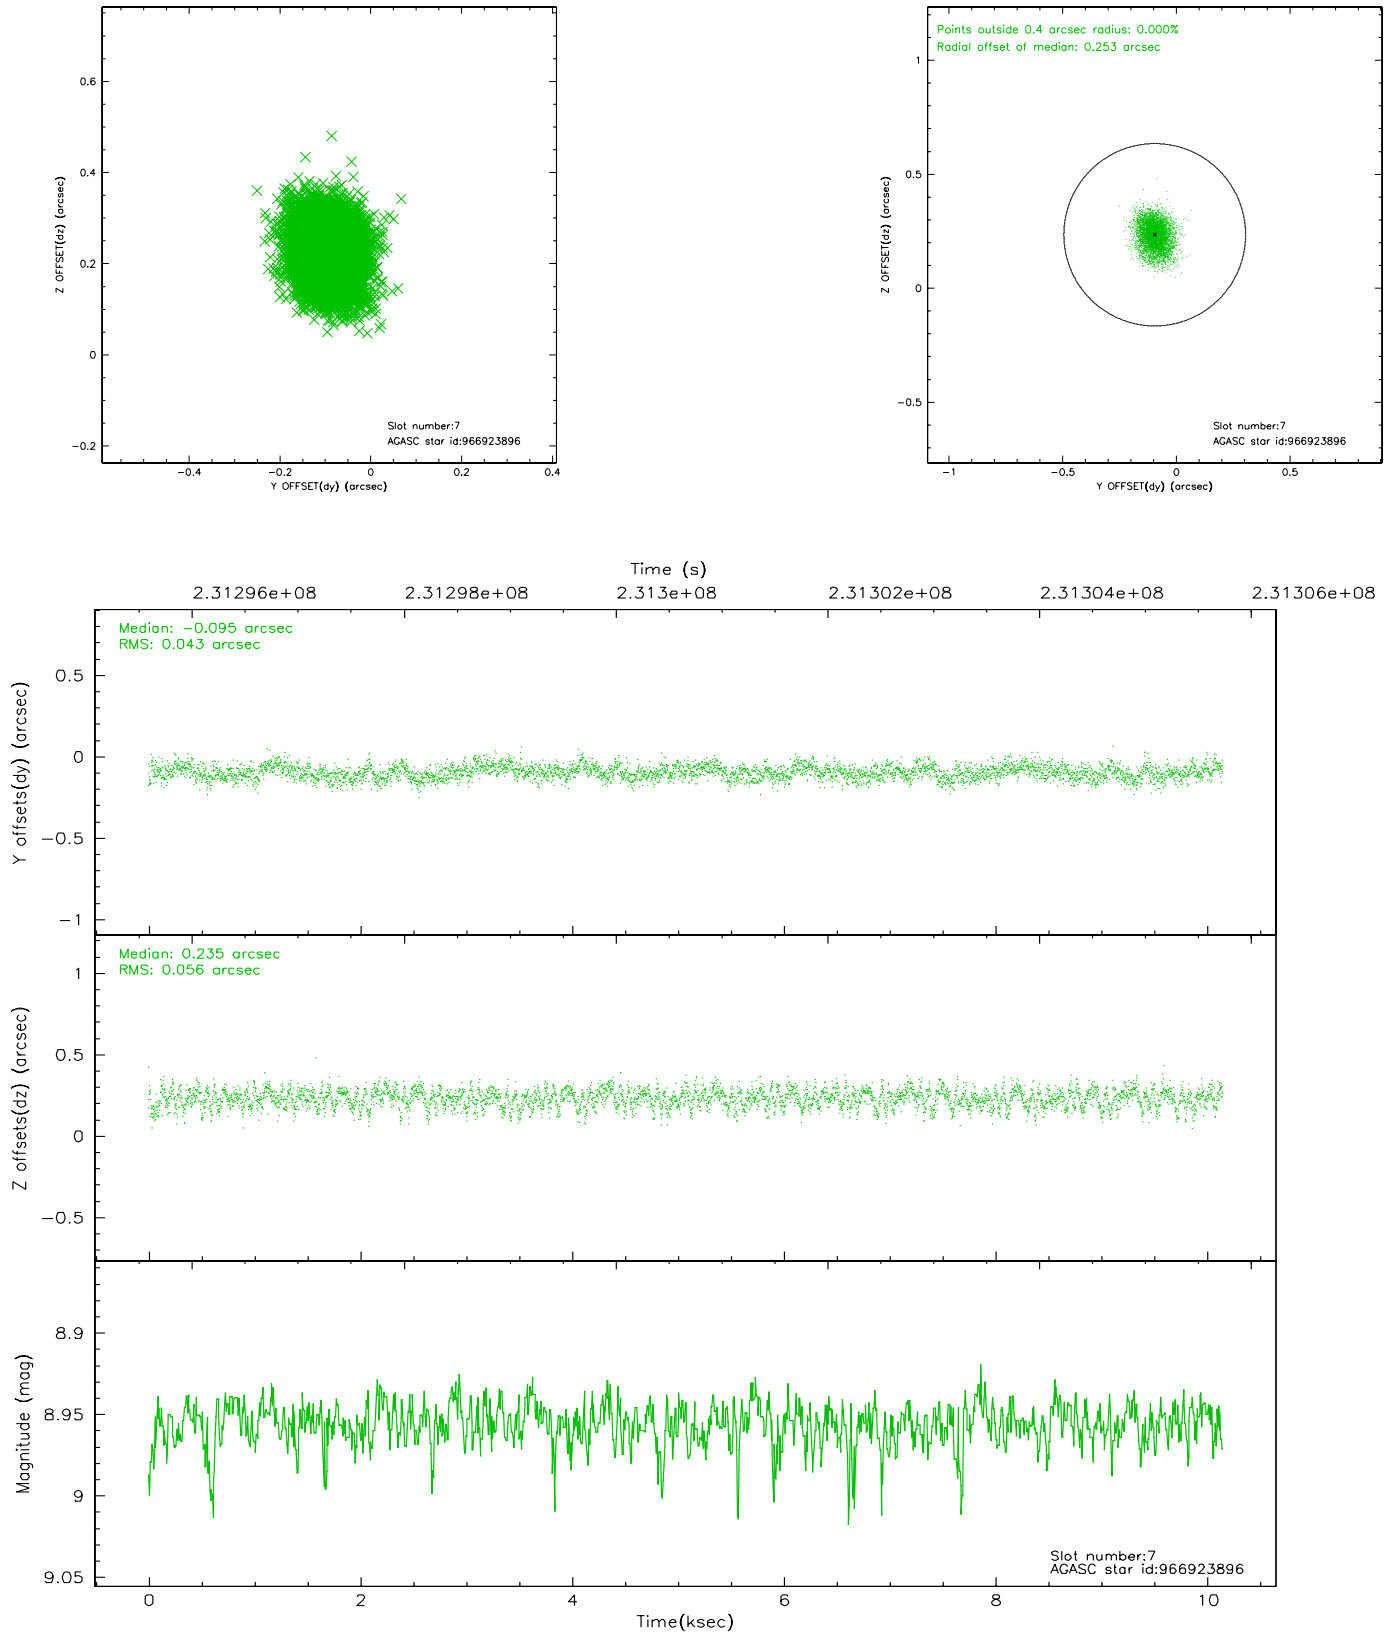 0.6
0.4
0.2
0
−0.2
−0.4
−0.2
0
0.2
0.4
Z OFFSET(dz) (arcsec)
Y OFFSET(dy) (arcsec)
Slot number:7
AGASC star id:966923896
Points outside 0.4 arcsec radius: 0.000%
Radial offset of median: 0.253 arcsec
1
0.5
0
−0.5
−1
−0.5
0
0.5
Z OFFSET(dz) (arcsec)
Y OFFSET(dy) (arcsec)
Slot number:7
AGASC star id:966923896
Time (s)
2.31296e+08
2.31298e+08
2.313e+08
2.31302e+08
2.31304e+08
2.31306e+08
Median: −0.095 arcsec
RMS: 0.043 arcsec
0.5
0
−0.5
−1
Y offsets(dy) (arcsec)
Median: 0.235 arcsec
RMS: 0.056 arcsec
1
0.5
0
−0.5
Z offsets(dz) (arcsec)
8.9
8.95
9
9.05
Magnitude (mag)
Slot number:7
AGASC star id:966923896
0
2
4
6
8
10
Time(ksec)